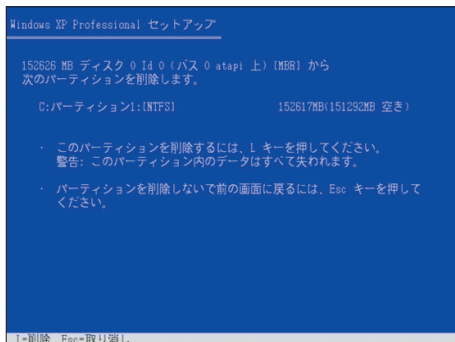 Windows XP Professional セットアップ
152626 MB ディスク 0 Id 0 (バス 0 atapi 上) [MBR] から
次のパーティションを削除します。
C:パーティション1:[NTFS] 152617MB(151292MB 空き)
・ このパーティションを削除するには、L キーを押してください。
警告: このパーティション内のデータはすべて失われます。
・ パーティションを削除しないで前の画面に戻るには、Esc キーを押して
ください。
L=削除 Esc=取り消し